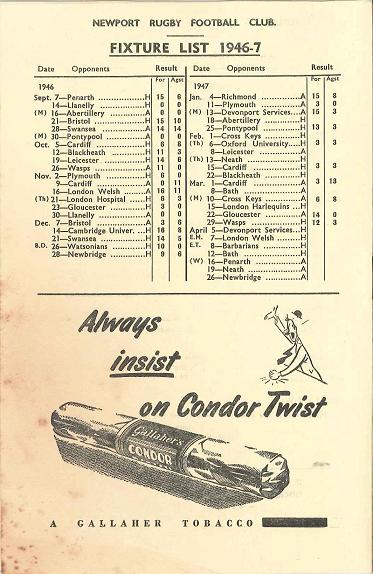 NEWPORT RUGBY FOOTBALL CLUB.
FIXTURE LIST 1946-7
Date Opponents Result
For Agst
1946
Sept. 7—Penarth ..................H 15 6
14—Llanelly ..................H 0 0
(M) 16—Abertillery ..............A 0 0
21—Bristol ..................H 15 10
28—Swansea ..................A 14 14
(M) 30—Pontypool ..............A 0 0
Oct. 5—Cardiff ..................H 6 8
12—Blackheath ..............H 11 3
19—Leicester ..................H 14 6
26—Wasps ..................H 11 8
Nov. 2—Plymouth ..............H 6 0
9—Cardiff ..................A 0 11
16—London Welsh ........H 16 11
(Th) 21—London Hospital ......H 6 3
23—Gloucester ..............H 3 0
30—Llanelly ..................A 0 0
Dec. 7—Bristol ..................A 3 6
14—Cambridge Univer. ...H 16 8
21—Swansea ..................H 14 5
B.D. 26—Watsonians ..............H 10 0
28—Newbridge ..............H 9 6
Date Opponents Result
For Agst
1947
Jan. 4—Richmond ..............A 15 8
11—Plymouth ..............A 3 0
(M) 13—Devonport Services...A 15 3
18—Abertillery ..............H
25—Pontypool ..............H 13 3
Feb. 1—Cross Keys ..............H
(Th) 6—Oxford University......H 3 3
8—Leicester ..................A
(Th) 13—Neath ..................H
15—Cardiff ..................H 3 3
22—Blackheath ..............A
Mar. 1—Cardiff ..................A 3 13
8—Bath ..................A
(M) 10—Cross Keys ..............A 6 8
15—London Harlequins ...A
22—Gloucester ..............A 14 0
29—Wasps ..................A 12 3
April 5—Devonport Services...H
E.M. 7—London Welsh ........H
E.T. 8—Barbarians ..............H
12—Bath ..................H
(W) 16—Penarth ..................A
19—Neath ..................A
26—Newbridge ..............A
Always
insist
on Condor Twist
Gallaher's
CONDOR
A GALLAHER TOBACCO